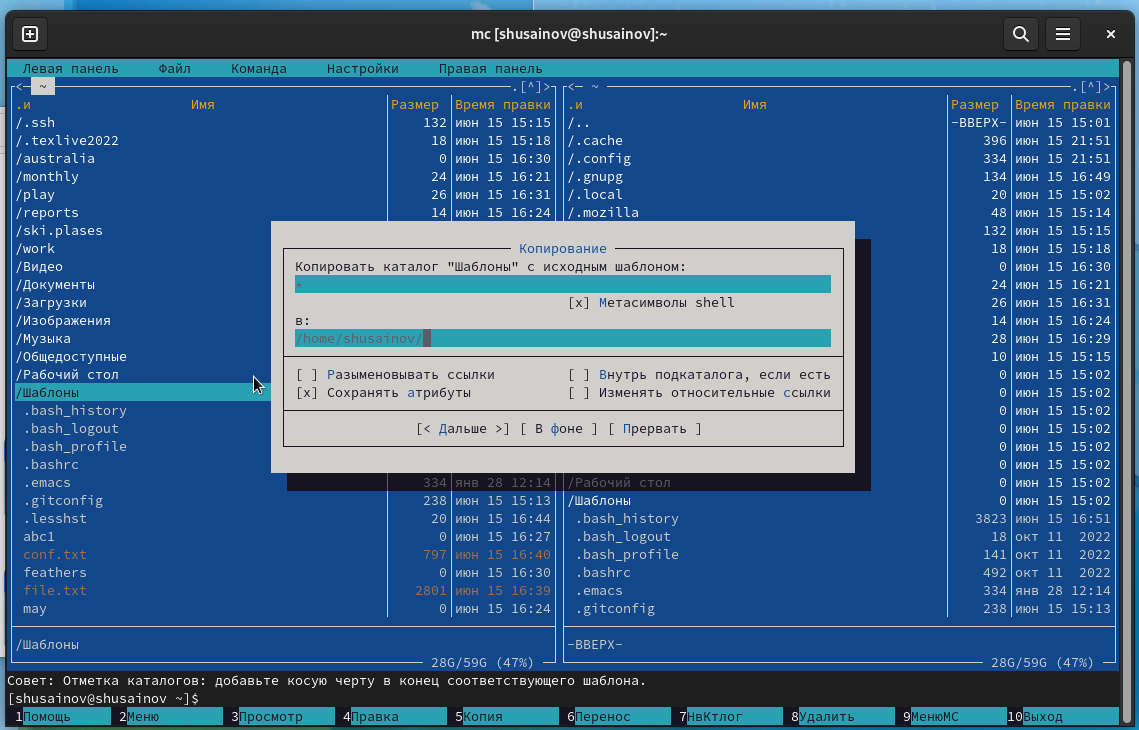 mc [shusainov@shusainov]:~
Левая панель Файл Команда Настройки Правая панель
<— ~ .[^]> <— ~ .[^]>
.и Имя Размер Время правки .и Имя Размер Время правки
/.ssh 132 июн 15 15:15 /.. -ВВЕРХ- июн 15 15:01
/.texlive2022 18 июн 15 15:18 /.cache 396 июн 15 21:51
/australia 0 июн 15 16:30 /.config 334 июн 15 21:51
/monthly 24 июн 15 16:21 /.gnupg 134 июн 15 16:49
/play 26 июн 15 16:31 /.local 20 июн 15 15:02
/reports 14 июн 15 16:24 /.mozilla 48 июн 15 15:14
/ski.plases 132 июн 15 15:15
/work Копирование 18 июн 15 15:18
/Видео Копировать каталог "Шаблоны" с исходным шаблоном: 0 июн 15 16:30
/Документы * 24 июн 15 16:21
/Загрузки [x] Метасимволы shell 26 июн 15 16:31
/Изображения в: 14 июн 15 16:24
/Музыка /home/shusainov/ 28 июн 15 16:29
/Общедоступные 10 июн 15 15:15
/Рабочий стол [ ] Разыменовывать ссылки [ ] Внутрь подкаталога, если есть 0 июн 15 15:02
/Шаблоны [x] Сохранять атрибуты [ ] Изменять относительные ссылки 0 июн 15 15:02
.bash_history 0 июн 15 15:02
.bash_logout [< Дальше >] [ В фоне ] [ Прервать ] 0 июн 15 15:02
.bash_profile 0 июн 15 15:02
.bashrc 0 июн 15 15:02
.emacs 334 янв 28 12:14 /Рабочий стол 0 июн 15 15:02
.gitconfig 238 июн 15 15:13 /Шаблоны 0 июн 15 15:02
.lesshst 20 июн 15 16:44 .bash_history 3823 июн 15 16:51
abc1 0 июн 15 16:27 .bash_logout 18 окт 11 2022
conf.txt 797 июн 15 16:40 .bash_profile 141 окт 11 2022
feathers 0 июн 15 16:30 .bashrc 492 окт 11 2022
file.txt 2801 июн 15 16:39 .emacs 334 янв 28 12:14
may 0 июн 15 16:24 .gitconfig 238 июн 15 15:13
/Шаблоны -ВВЕРХ-
28G/59G (47%) 28G/59G (47%)
Совет: Отметка каталогов: добавьте косую черту в конец соответствующего шаблона.
[shusainov@shusainov ~]$
1Помощь 2Меню 3Просмотр 4Правка 5Копия 6Перенос 7НвКтлог 8Удалить 9МенюМС 10Выход